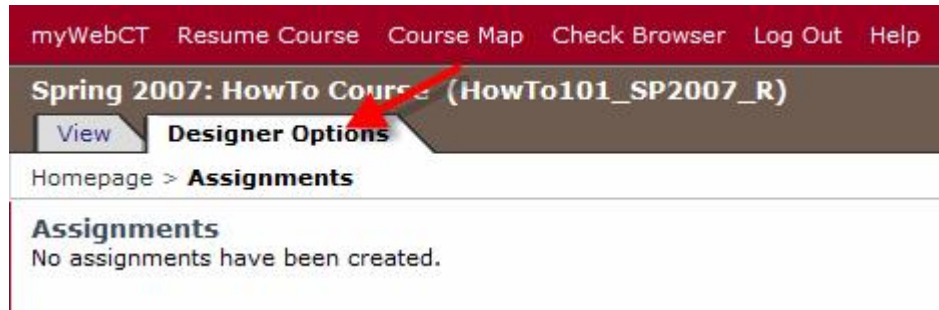 myWebCT Resume Course Course Map Check Browser Log Out Help
Spring 2007: HowTo Course (HowTo101_SP2007_R)
View Designer Options
Homepage > Assignments
Assignments
No assignments have been created.